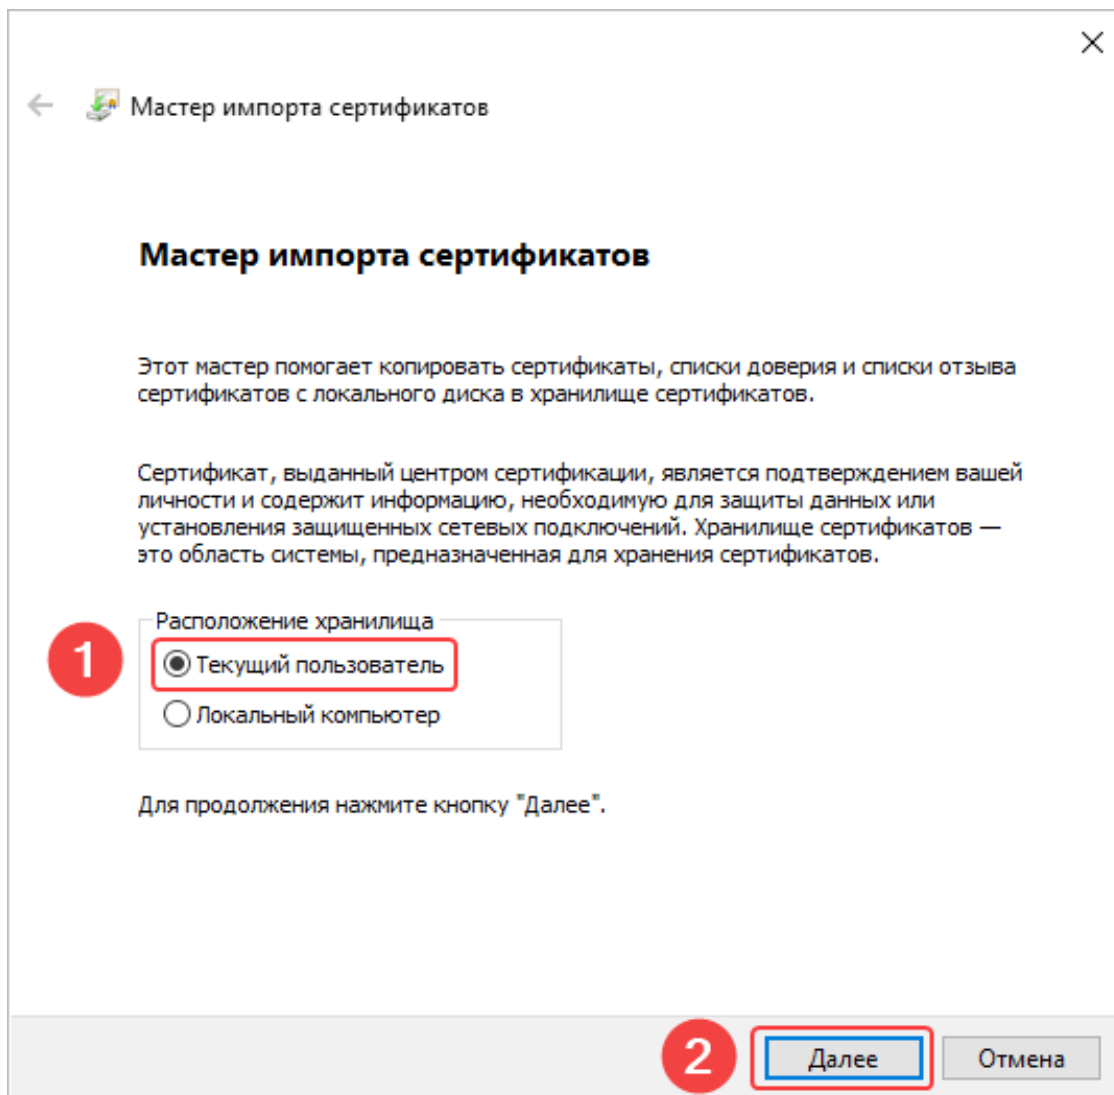 Мастер импорта сертификатов
Мастер импорта сертификатов
Этот мастер помогает копировать сертификаты, списки доверия и списки отзыва
сертификатов с локального диска в хранилище сертификатов.
Сертификат, выданный центром сертификации, является подтверждением вашей
личности и содержит информацию, необходимую для защиты данных или
установления защищенных сетевых подключений. Хранилище сертификатов —
это область системы, предназначенная для хранения сертификатов.
Расположение хранилища
1 Текущий пользователь
Локальный компьютер
Для продолжения нажмите кнопку "Далее".
2 Далее Отмена